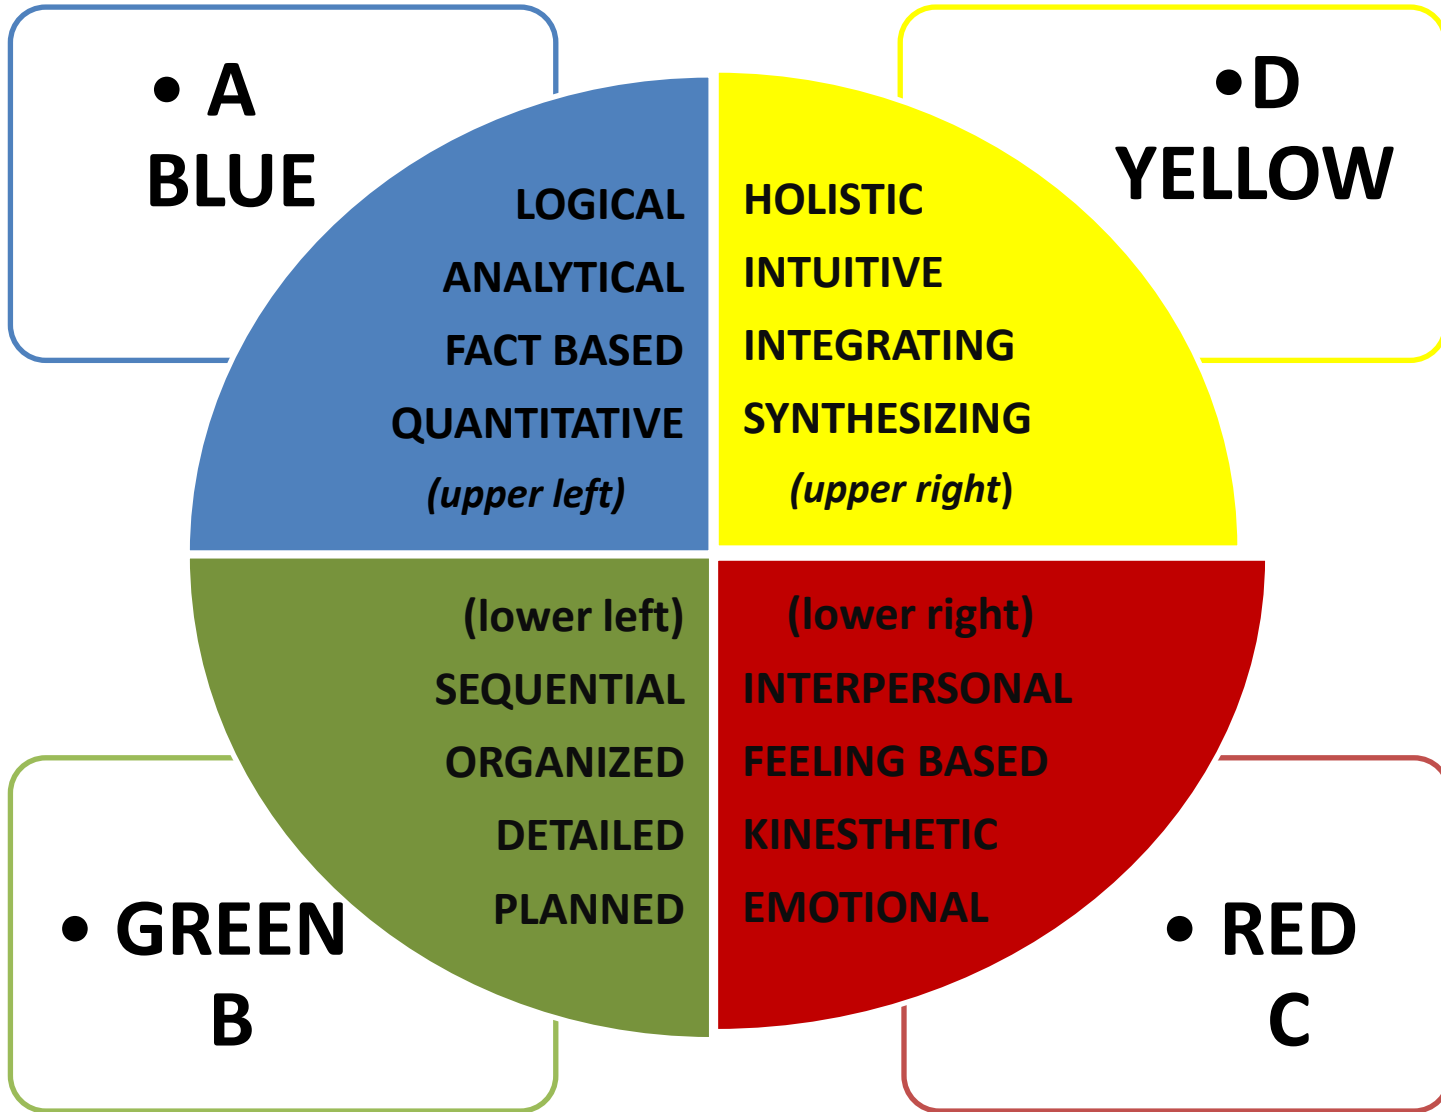 • A
BLUE
•D
YELLOW
LOGICAL
ANALYTICAL
FACT BASED
QUANTITATIVE
(upper left)
HOLISTIC
INTUITIVE
INTEGRATING
SYNTHESIZING
(upper right)
(lower left)
SEQUENTIAL
ORGANIZED
DETAILED
PLANNED
(lower right)
INTERPERSONAL
FEELING BASED
KINESTHETIC
EMOTIONAL
• GREEN
B
• RED
C